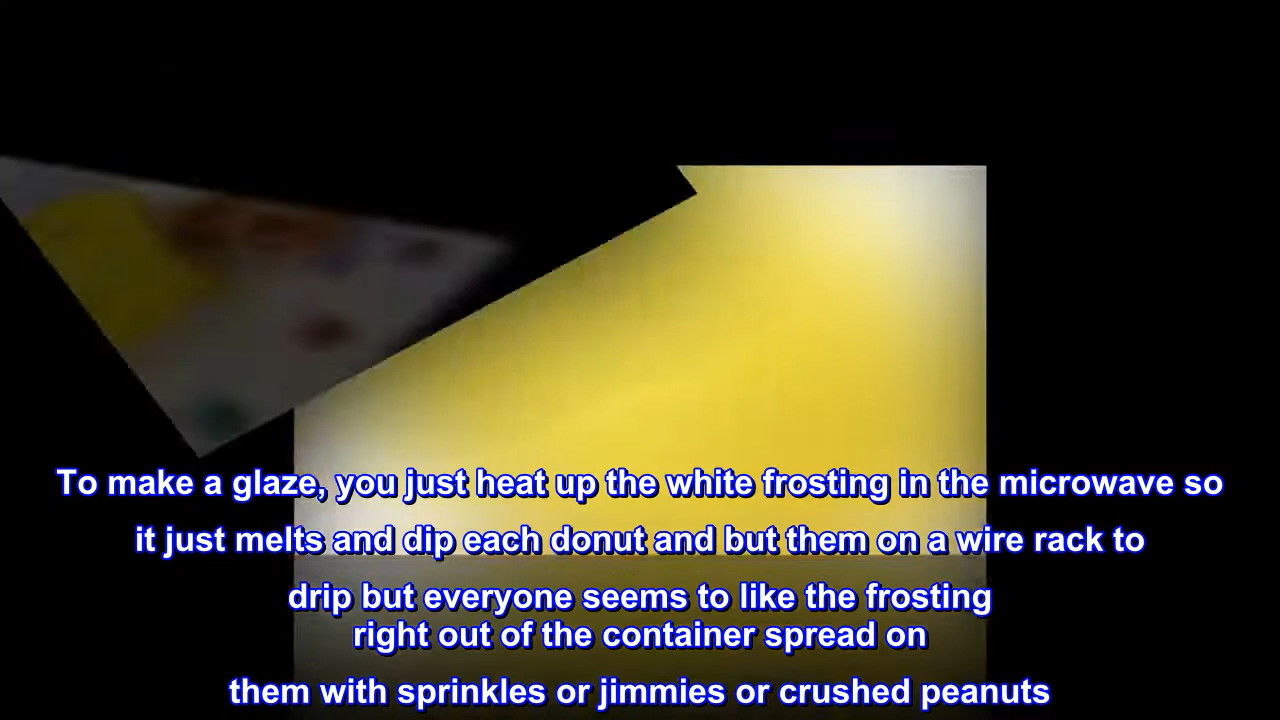 To make a glaze, you just heat up the white frosting in the microwave so
it just melts and dip each donut and but them on a wire rack to
drip but everyone seems to like the frosting
right out of the container spread on
them with sprinkles or jimmies or crushed peanuts